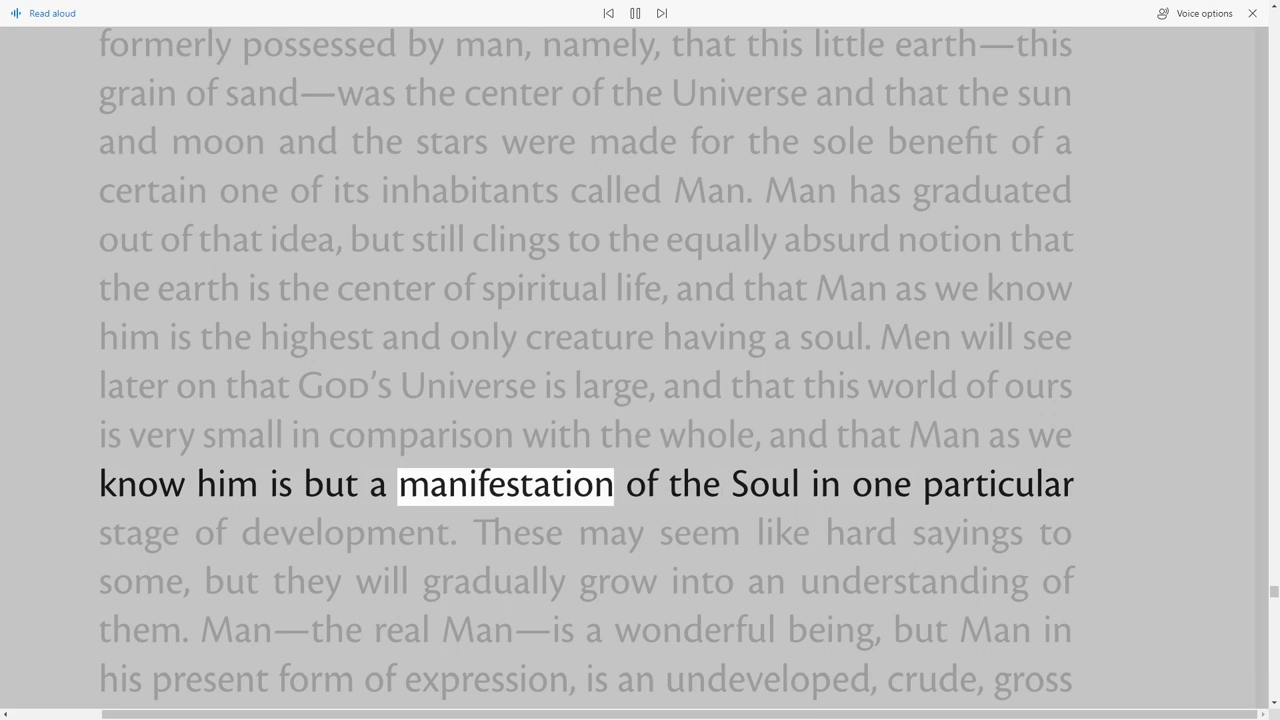 Read aloud
Voice options
formerly possessed by man, namely, that this little earth—this
grain of sand—was the center of the Universe and that the sun
and moon and the stars were made for the sole benefit of a
certain one of its inhabitants called Man. Man has graduated
out of that idea, but still clings to the equally absurd notion that
the earth is the center of spiritual life, and that Man as we know
him is the highest and only creature having a soul. Men will see
later on that GOD’S Universe is large, and that this world of ours
is very small in comparison with the whole, and that Man as we
know him is but a manifestation of the Soul in one particular
stage of development. These may seem like hard sayings to
some, but they will gradually grow into an understanding of
them. Man—the real Man—is a wonderful being, but Man in
his present form of expression, is an undeveloped, crude, gross